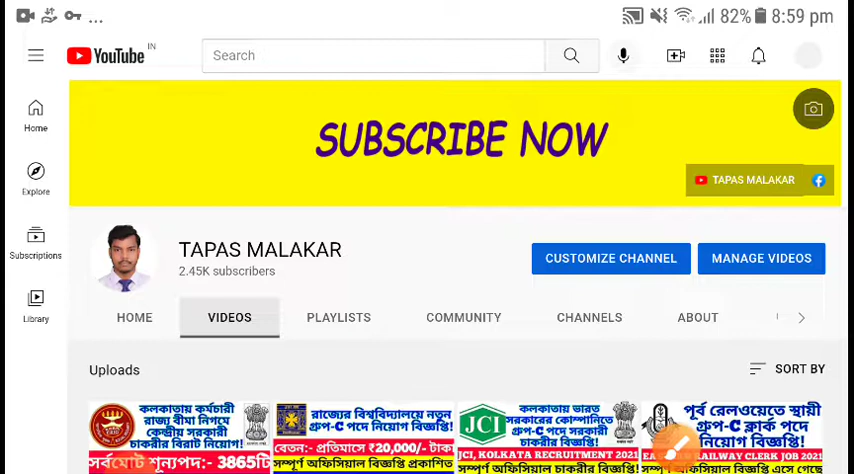 ... 82% 8:59 pm
YouTube IN
Search
SUBSCRIBE NOW
TAPAS MALAKAR
Home
Explore
Subscriptions
Library
TAPAS MALAKAR
2.45K subscribers
CUSTOMIZE CHANNEL
MANAGE VIDEOS
HOME VIDEOS PLAYLISTS COMMUNITY CHANNELS ABOUT
Uploads
SORT BY
কলকাতায় কর্মচারী
রাজ্য বীমা নিগমে
কেন্দ্রীয় সরকারী
চাকরীর বিরাট নিয়োগ!
সর্বমোট শূন্যপদ:- 3865টি
রাজ্যের বিশ্ববিদ্যালয়ে নতুন
গ্রুপ-C পদে নিয়োগ বিজ্ঞপ্তি!
বেতন:- প্রতিমাসে ₹20,000/- টাকা
সম্পূর্ণ অফিসিয়াল বিজ্ঞপ্তি প্রকাশিত
JCI
কলকাতায় ভারত
সরকারের কোম্পানিতে
গ্রুপ-C পদে সরকারী
চাকরীর বিজ্ঞপ্তি!
JCI, KOLKATA RECRUITMENT 2021
সম্পূর্ণ অফিসিয়াল চাকরীর বিজ্ঞপ্তি
পূর্ব রেলওয়েতে স্থায়ী
গ্রুপ-C ক্লার্ক পদে
নিয়োগ বিজ্ঞপ্তি!
RAILWAY CLERK JOB 2021
বিজ্ঞপ্তি এসে গেছে